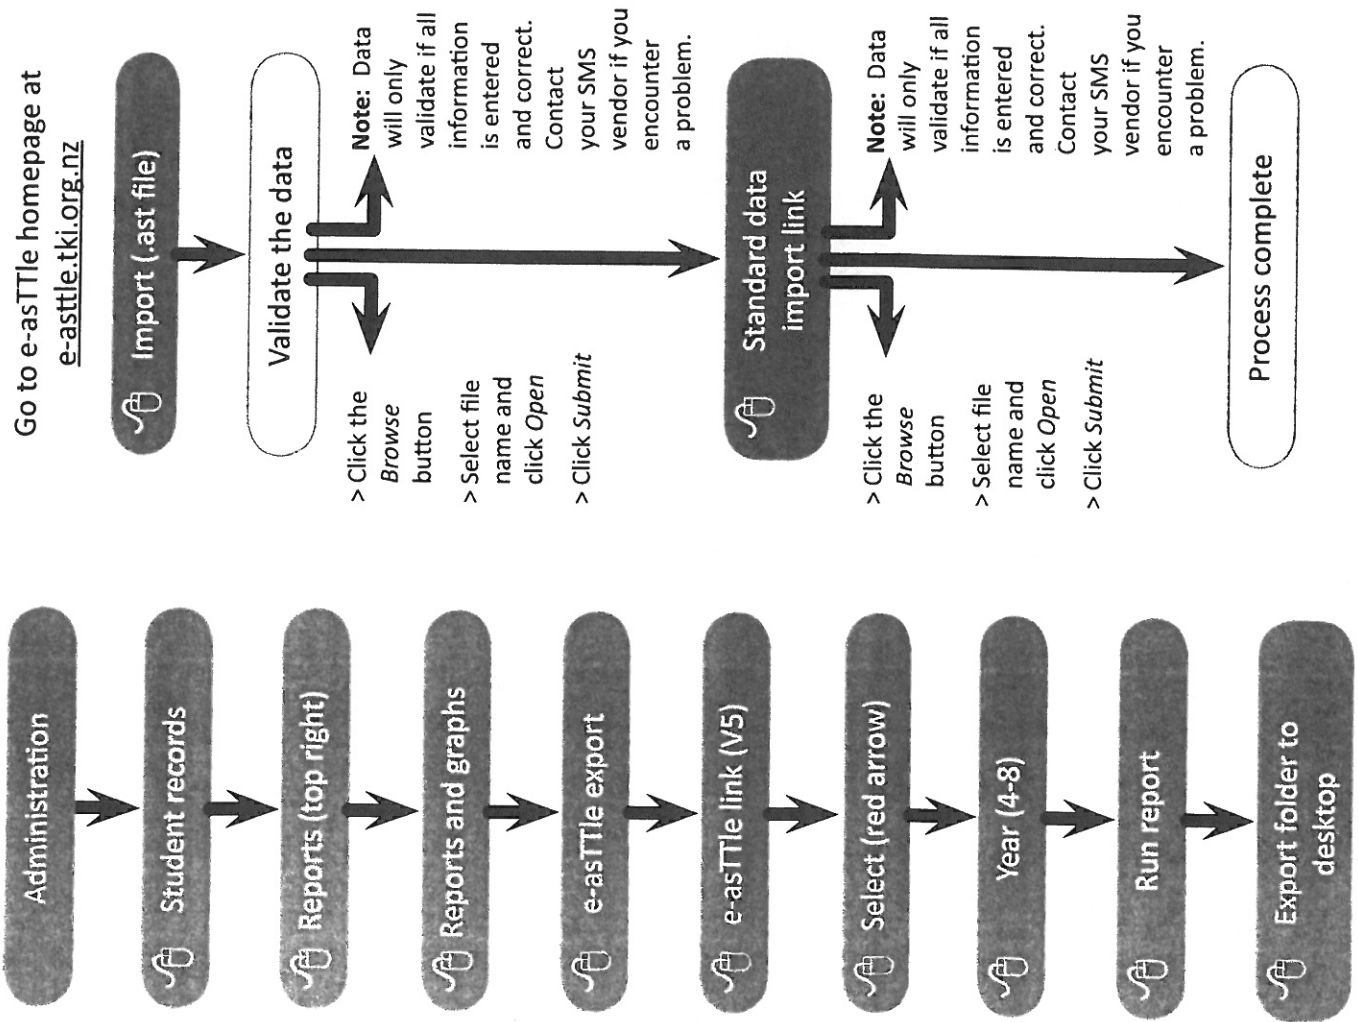 Administration
Student records
Reports (top right)
Reports and graphs
e-asTTle export
e-asTTle link (V5)
Select (red arrow)
Year (4-8)
Run report
Export folder to
desktop
Go to e-asTTle homepage at
e-asttle.tki.org.nz
Import (.ast file)
Validate the data
> Click the
Browse
button
> Select file
name and
click Open
> Click Submit
Note: Data
will only
validate if all
information
is entered
and correct.
Contact
your SMS
vendor if you
encounter
a problem.
Standard data
import link
> Click the
Browse
button
> Select file
name and
click Open
> Click Submit
Note: Data
will only
validate if all
information
is entered
and correct.
Contact
your SMS
vendor if you
encounter
a problem.
Process complete